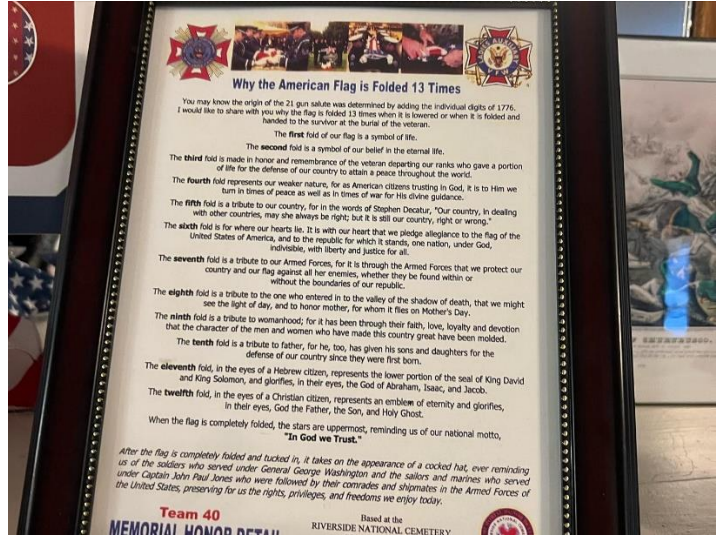 Why the American Flag is Folded 13 Times
You may know the origin of the 21 gun salute was determined by adding the individual digits of 1776.
I would like to share with you why the flag is folded 13 times when it is lowered or when it is folded and
handed to the survivor at the burial of the veteran.
The first fold of our flag is a symbol of life.
The second fold is a symbol of our belief in the eternal life.
The third fold is made in honor and remembrance of the veteran departing our ranks who gave a portion
of life for the defense of our country to attain a peace throughout the world.
The fourth fold represents our weaker nature, for as American citizens trusting in God, it is to Him we
turn in times of peace as well as in times of war for His divine guidance.
The fifth fold is a tribute to our country, for in the words of Stephen Decatur, "Our country, in dealing
with other countries, may she always be right; but it is still our country, right or wrong."
The sixth fold is for where our hearts lie. It is with our heart that we pledge allegiance to the flag of the
United States of America, and to the republic for which it stands, one nation, under God,
indivisible, with liberty and justice for all.
The seventh fold is a tribute to our Armed Forces, for it is through the Armed Forces that we protect our
country and our flag against all her enemies, whether they be found within or
without the boundaries of our republic.
The eighth fold is a tribute to the one who entered in to the valley of the shadow of death, that we might
see the light of day, and to honor mother, for whom it flies on Mother's Day.
The ninth fold is a tribute to womanhood; for it has been through their faith, love, loyalty and devotion
that the character of the men and women who have made this country great have been molded.
The tenth fold is a tribute to father, for he, too, has given his sons and daughters for the
defense of our country since they were first born.
The eleventh fold, in the eyes of a Hebrew citizen, represents the lower portion of the seal of King David
and King Solomon, and glorifies, in their eyes, the God of Abraham, Isaac, and Jacob.
The twelfth fold, in the eyes of a Christian citizen, represents an emblem of eternity and glorifies,
in their eyes, God the Father, the Son, and Holy Ghost.
When the flag is completely folded, the stars are uppermost, reminding us of our national motto,
"In God we Trust."
After the flag is completely folded and tucked in, it takes on the appearance of a cocked hat, ever reminding
us of the soldiers who served under General George Washington and the sailors and marines who served
under Captain John Paul Jones who were followed by their comrades and shipmates in the Armed Forces of
the United States, preserving for us the rights, privileges, and freedoms we enjoy today.
Team 40
MEMORIAL HONOR DETAIL
Based at the
RIVERSIDE NATIONAL CEMETERY